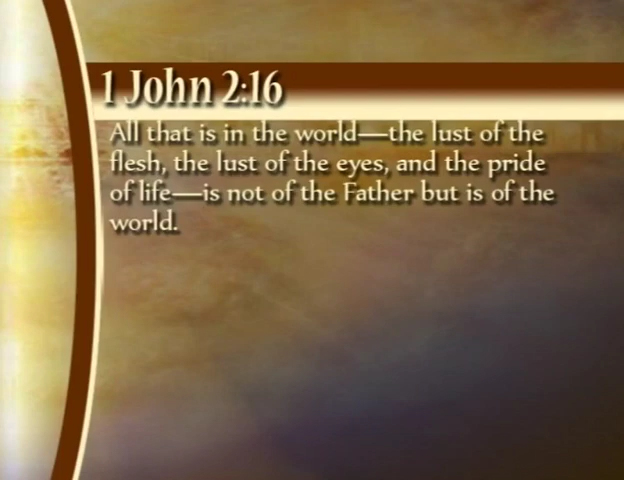 1 John 2:16
All that is in the world—the lust of the
flesh, the lust of the eyes, and the pride
of life—is not of the Father but is of the
world.